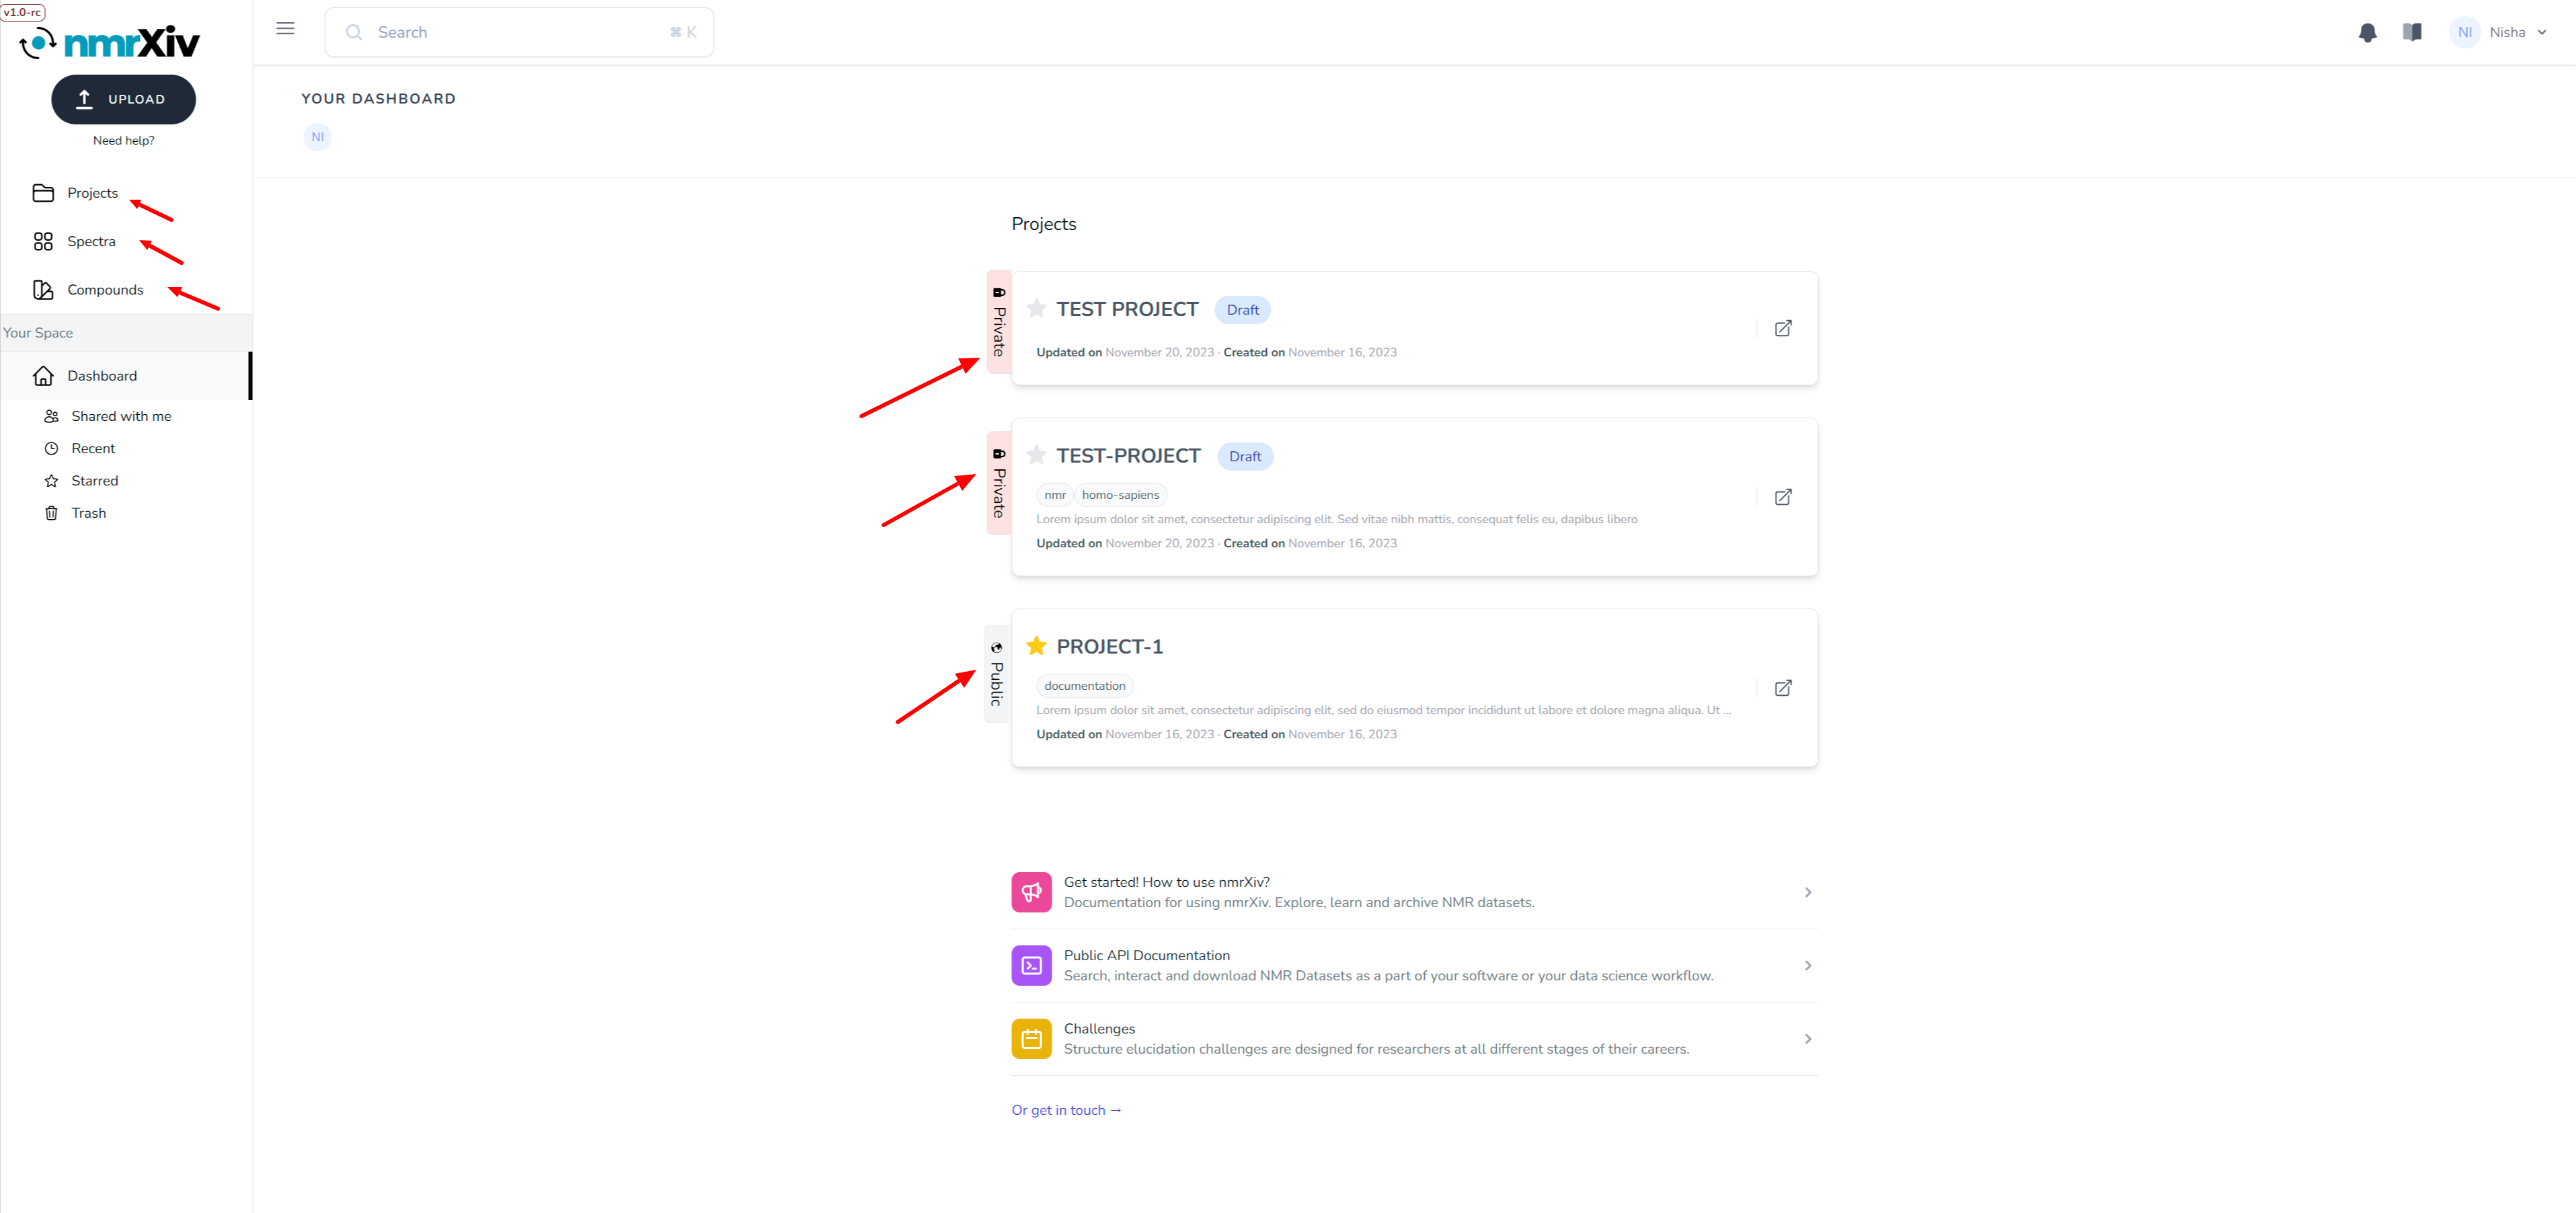 v1.0-rc
nmrXiv
UPLOAD
Need help?
Projects
Spectra
Compounds
Your Space
Dashboard
Shared with me
Recent
Starred
Trash
Search
⌘ K
NI
Nisha
YOUR DASHBOARD
NI
Projects
Private
TEST PROJECT
Draft
Updated on November 20, 2023 · Created on November 16, 2023
Private
TEST-PROJECT
Draft
nmr
homo-sapiens
Lorem ipsum dolor sit amet, consectetur adipiscing elit. Sed vitae nibh mattis, consequat felis eu, dapibus libero
Updated on November 20, 2023 · Created on November 16, 2023
Public
PROJECT-1
documentation
Lorem ipsum dolor sit amet, consectetur adipiscing elit, sed do eiusmod tempor incididunt ut labore et dolore magna aliqua. Ut ...
Updated on November 16, 2023 · Created on November 16, 2023
Get started! How to use nmrXiv?
Documentation for using nmrXiv. Explore, learn and archive NMR datasets.
Public API Documentation
Search, interact and download NMR Datasets as a part of your software or your data science workflow.
Challenges
Structure elucidation challenges are designed for researchers at all different stages of their careers.
Or get in touch →